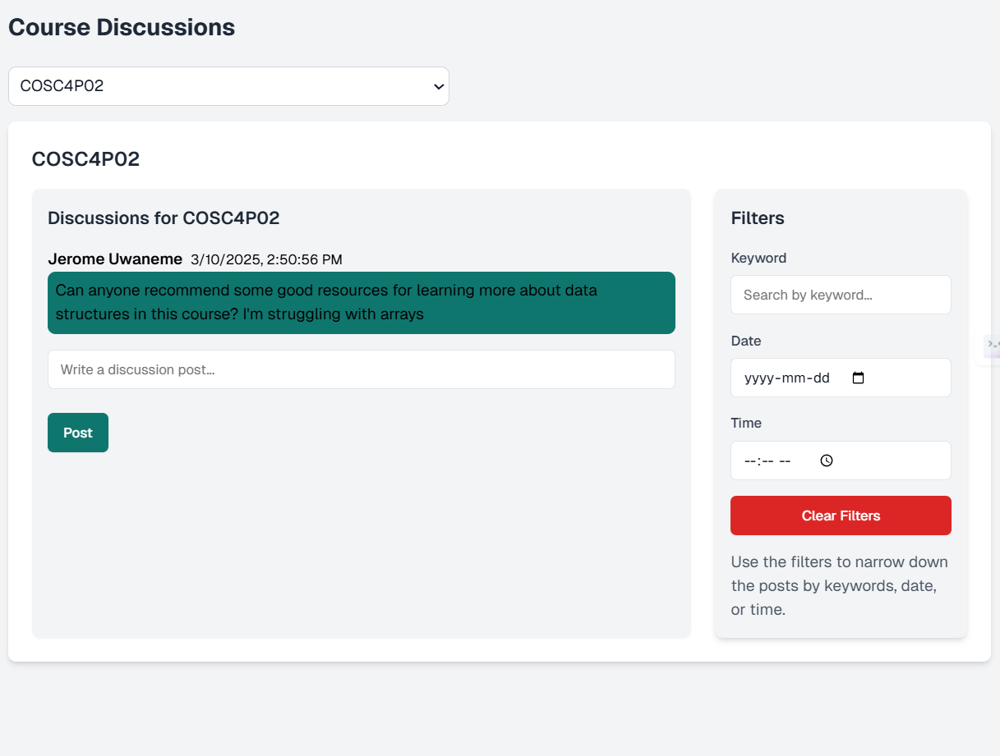 Course Discussions
COSC4P02
COSC4P02
Discussions for COSC4P02
Jerome Uwaneme 3/10/2025, 2:50:56 PM
Can anyone recommend some good resources for learning more about data
structures in this course? I'm struggling with arrays
Write a discussion post...
Post
Filters
Keyword
Search by keyword...
Date
yyyy-mm-dd
Time
--:-- --
Clear Filters
Use the filters to narrow down
the posts by keywords, date,
or time.